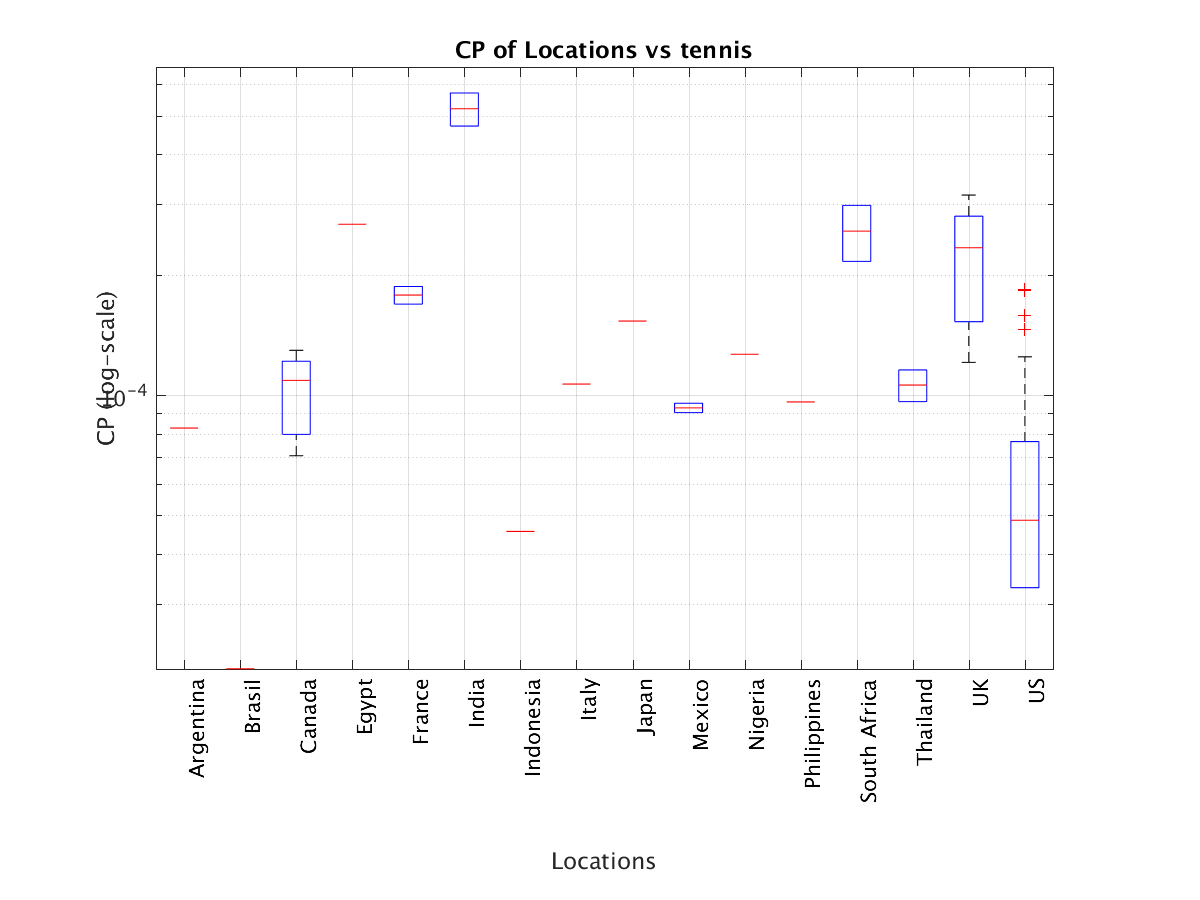 CP of Locations vs tennis
CP (log-scale)
10^-4
Argentina
Brasil
Canada
Egypt
France
India
Indonesia
Italy
Japan
Mexico
Nigeria
Philippines
South Africa
Thailand
UK
US
Locations